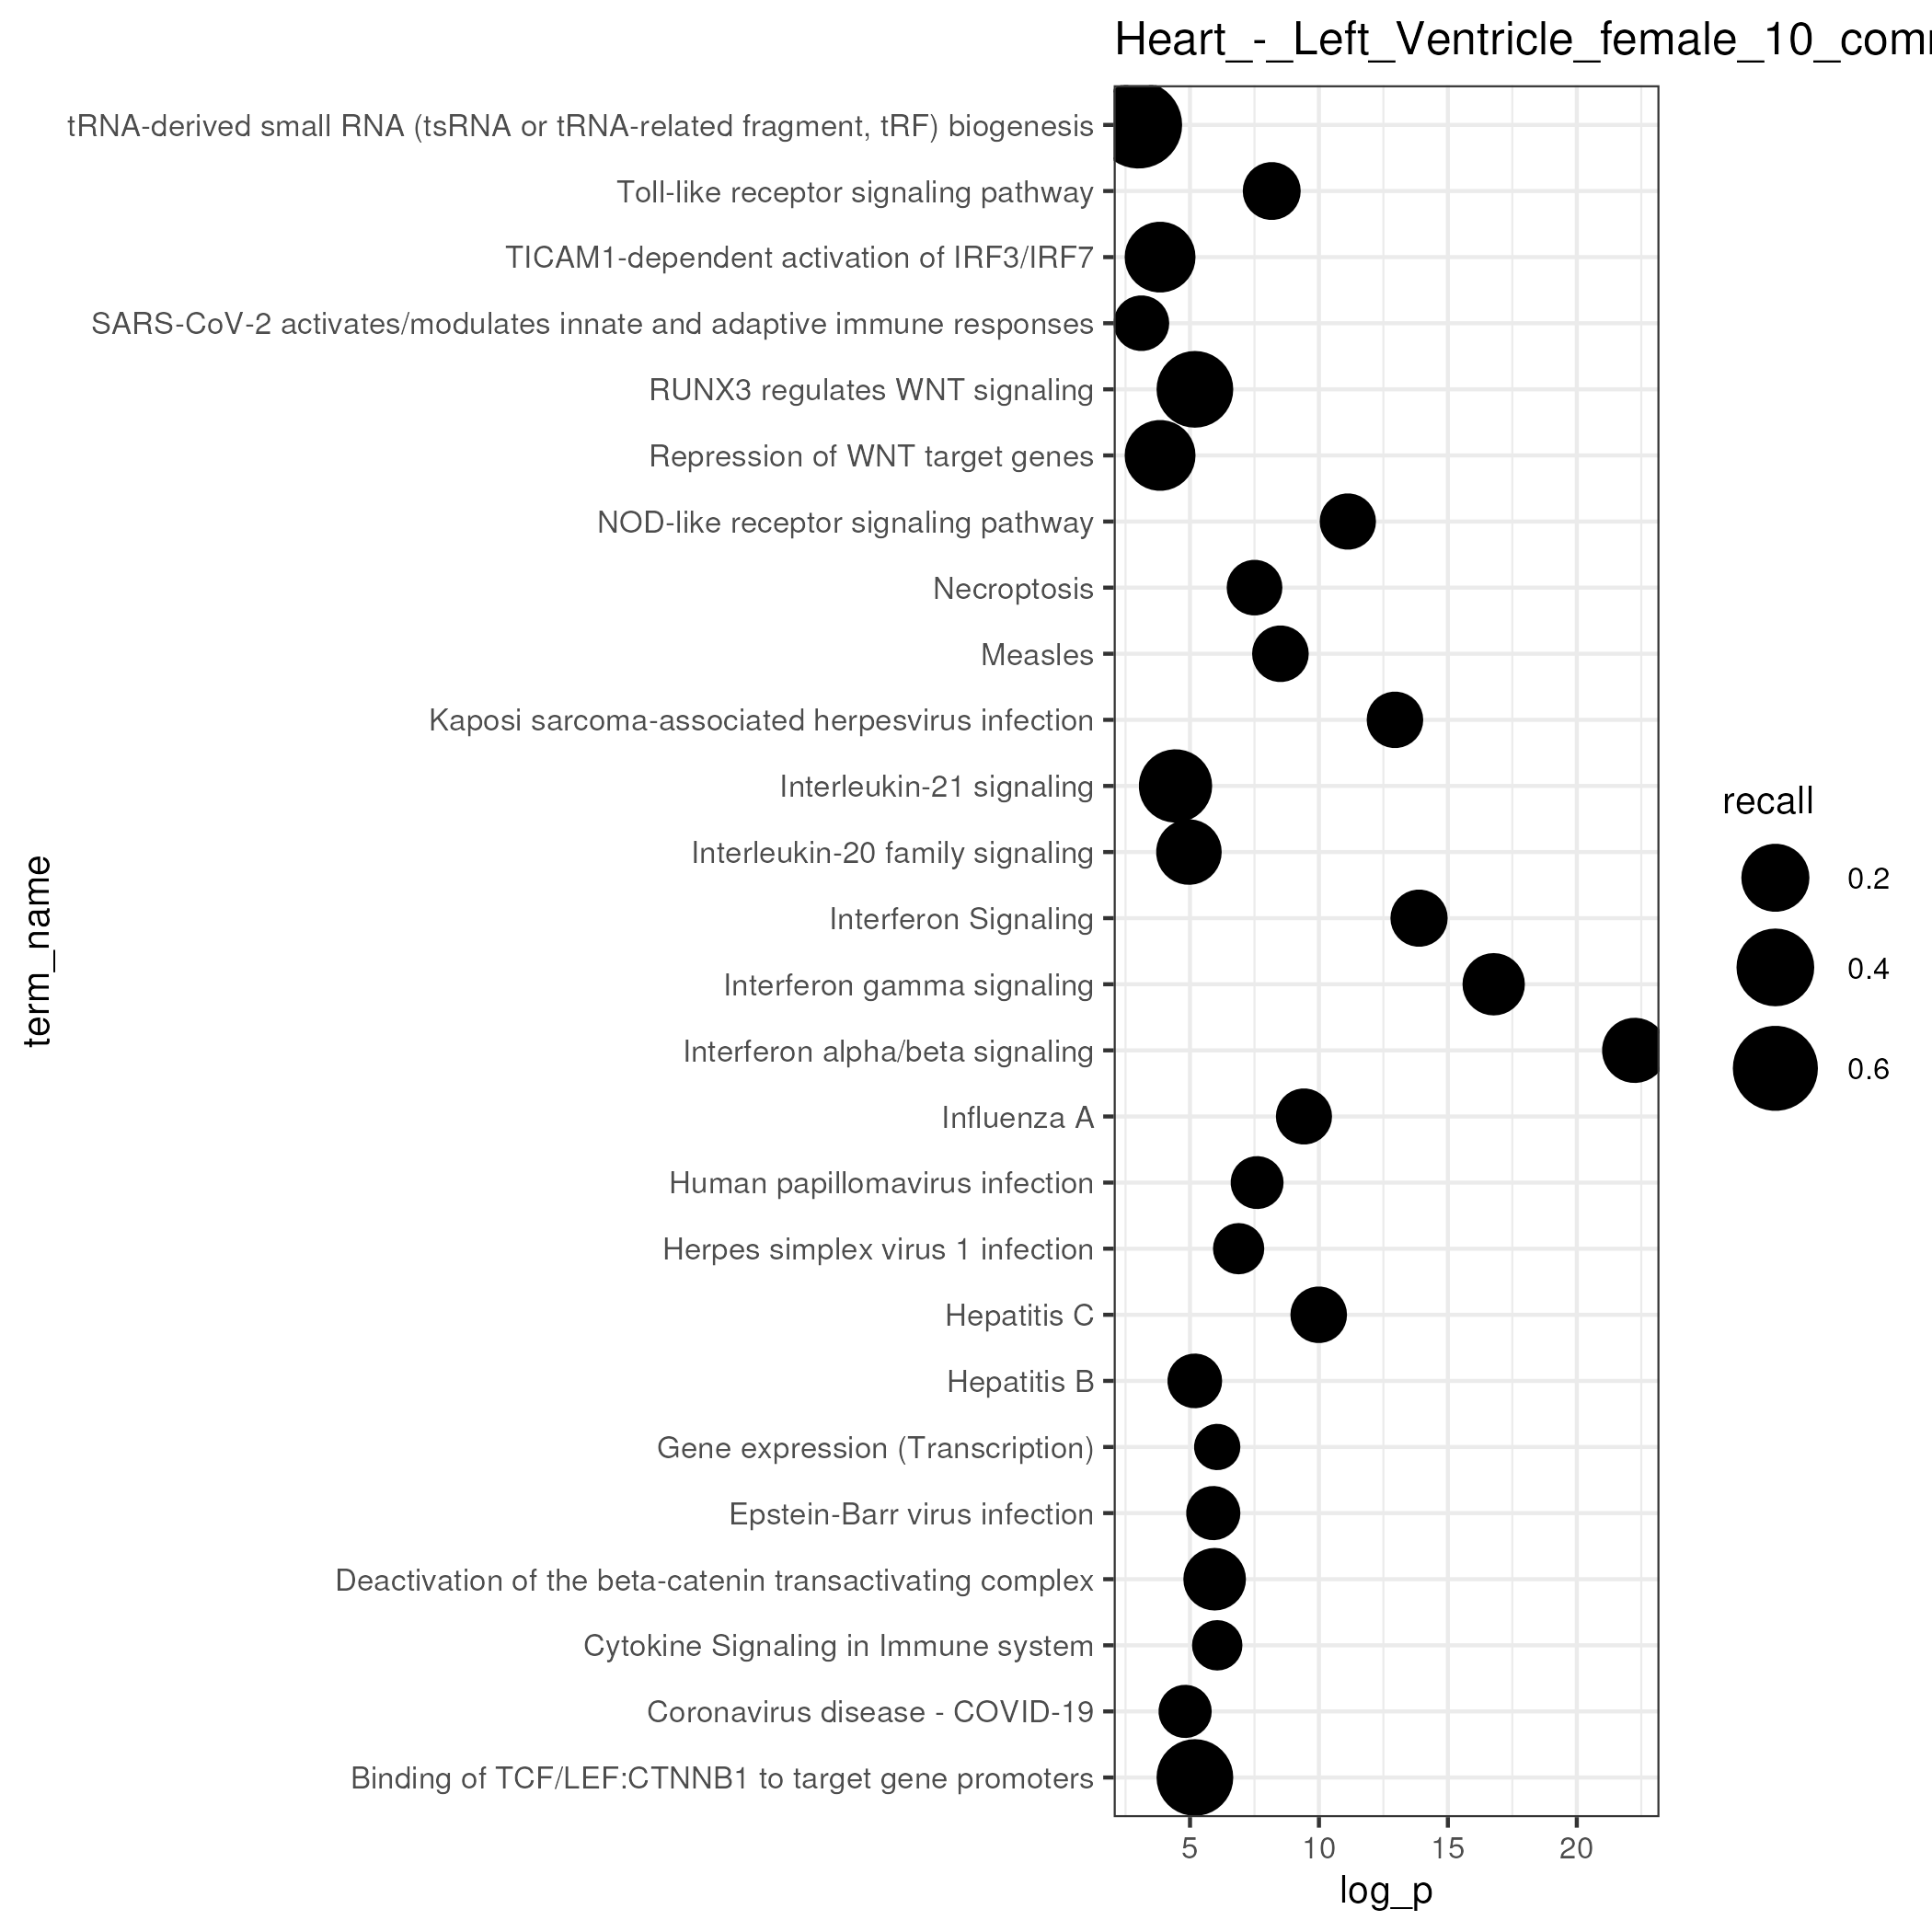 Heart_-_Left_Ventricle_female_10_com
tRNA-derived small RNA (tsRNA or tRNA-related fragment, tRF) biogenesis
Toll-like receptor signaling pathway
TICAM1-dependent activation of IRF3/IRF7
SARS-CoV-2 activates/modulates innate and adaptive immune responses
RUNX3 regulates WNT signaling
Repression of WNT target genes
NOD-like receptor signaling pathway
Necroptosis
Measles
Kaposi sarcoma-associated herpesvirus infection
Interleukin-21 signaling
Interleukin-20 family signaling
Interferon Signaling
Interferon gamma signaling
Interferon alpha/beta signaling
Influenza A
Human papillomavirus infection
Herpes simplex virus 1 infection
Hepatitis C
Hepatitis B
Gene expression (Transcription)
Epstein-Barr virus infection
Deactivation of the beta-catenin transactivating complex
Cytokine Signaling in Immune system
Coronavirus disease - COVID-19
Binding of TCF/LEF:CTNNB1 to target gene promoters
term_name
5 10 15 20
log_p
recall
0.2
0.4
0.6